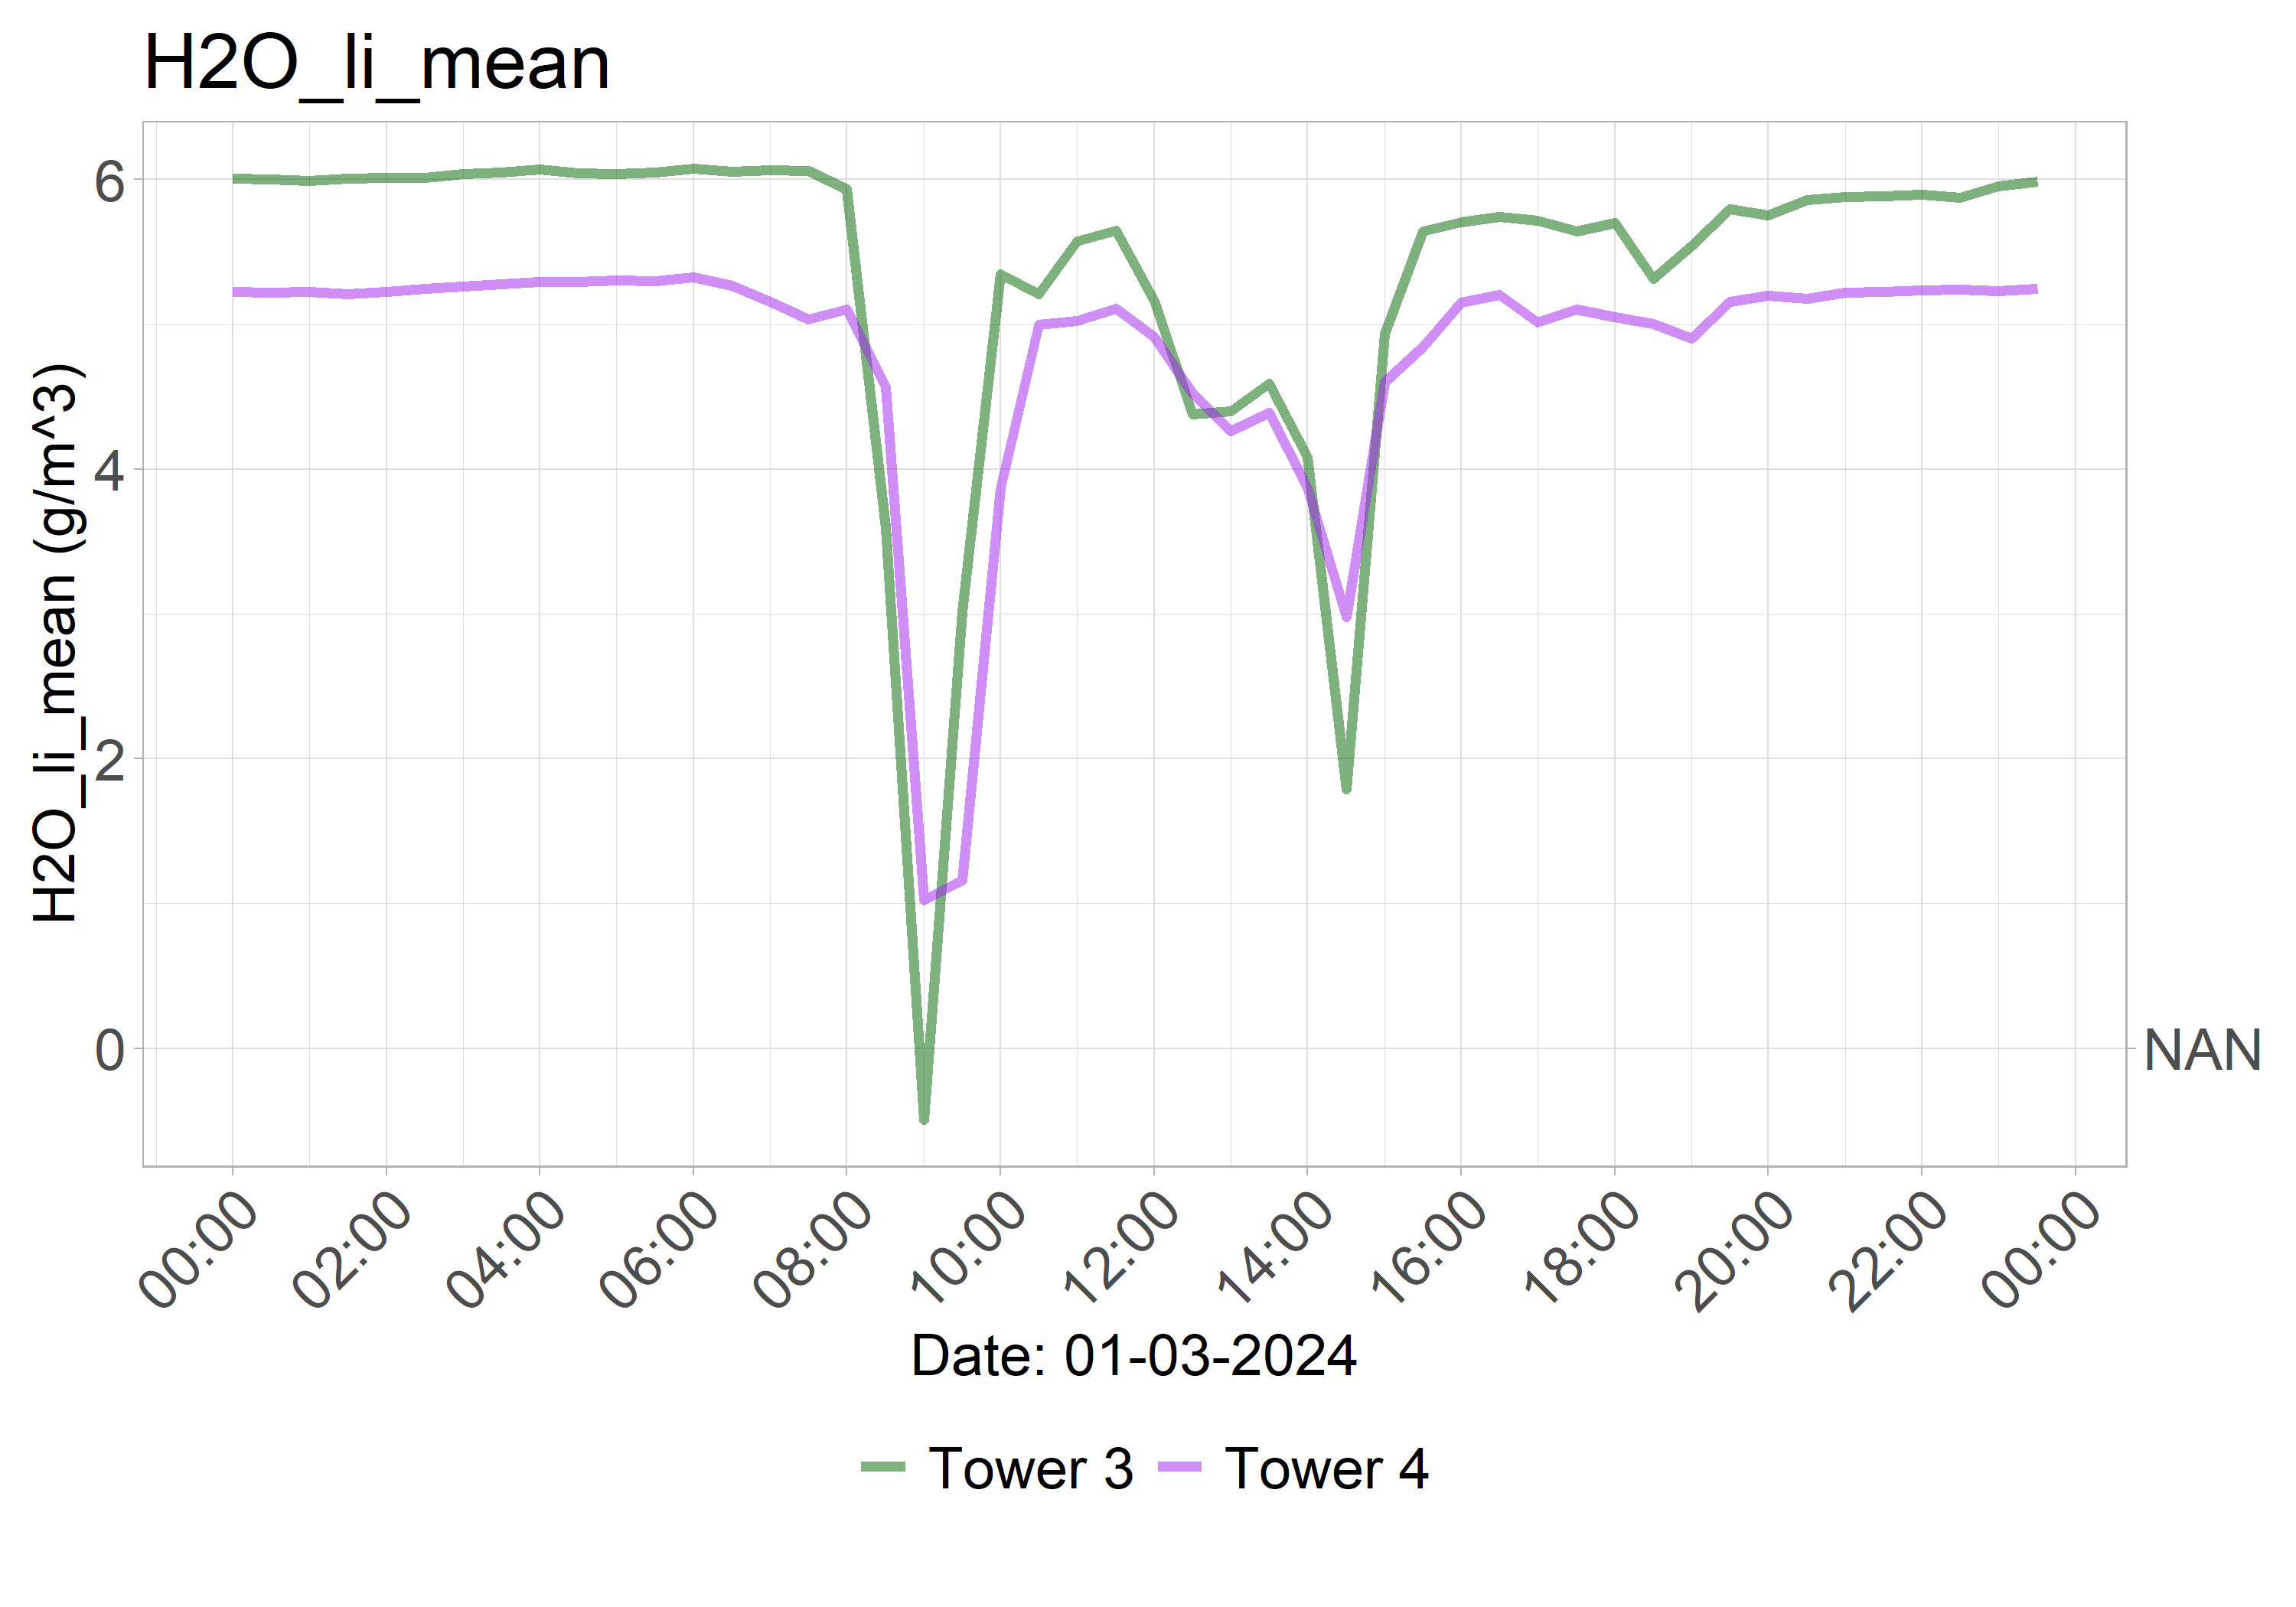 H2O_li_mean
H2O_li_mean (g/m^3)
6
4
2
0
NAN
00:00 02:00 04:00 06:00 08:00 10:00 12:00 14:00 16:00 18:00 20:00 22:00 00:00
Date: 01-03-2024
Tower 3 Tower 4